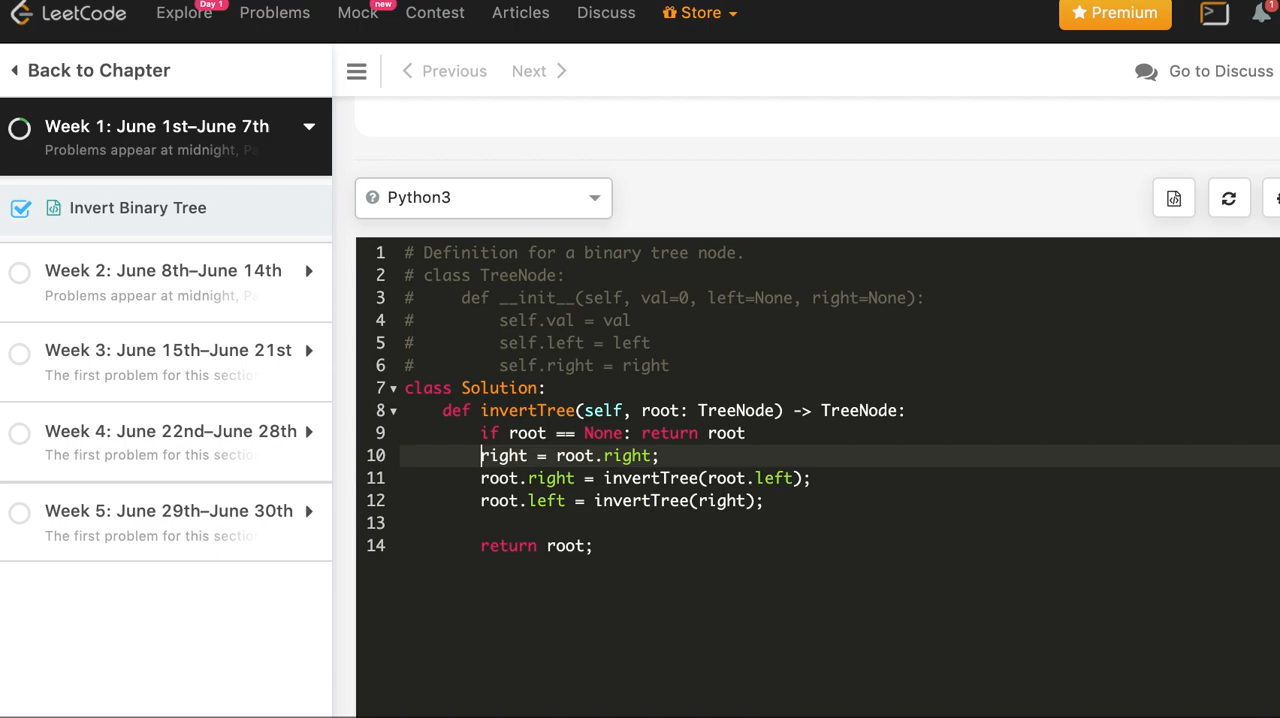 LeetCode
Explore
Day 1
Problems
Mock
new
Contest
Articles
Discuss
Store
Premium
1
Back to Chapter
Previous
Next
Go to Discuss
Week 1: June 1st–June 7th
Problems appear at midnight, Pa
Invert Binary Tree
Week 2: June 8th–June 14th
Problems appear at midnight, Pa
Week 3: June 15th–June 21st
The first problem for this sectio
Week 4: June 22nd–June 28th
The first problem for this sectio
Week 5: June 29th–June 30th
The first problem for this sectio
Python3
1 # Definition for a binary tree node.
2 # class TreeNode:
3 #     def __init__(self, val=0, left=None, right=None):
4 #         self.val = val
5 #         self.left = left
6 #         self.right = right
7 class Solution:
8     def invertTree(self, root: TreeNode) -> TreeNode:
9         if root == None: return root
10         right = root.right;
11         root.right = invertTree(root.left);
12         root.left = invertTree(right);
13
14         return root;